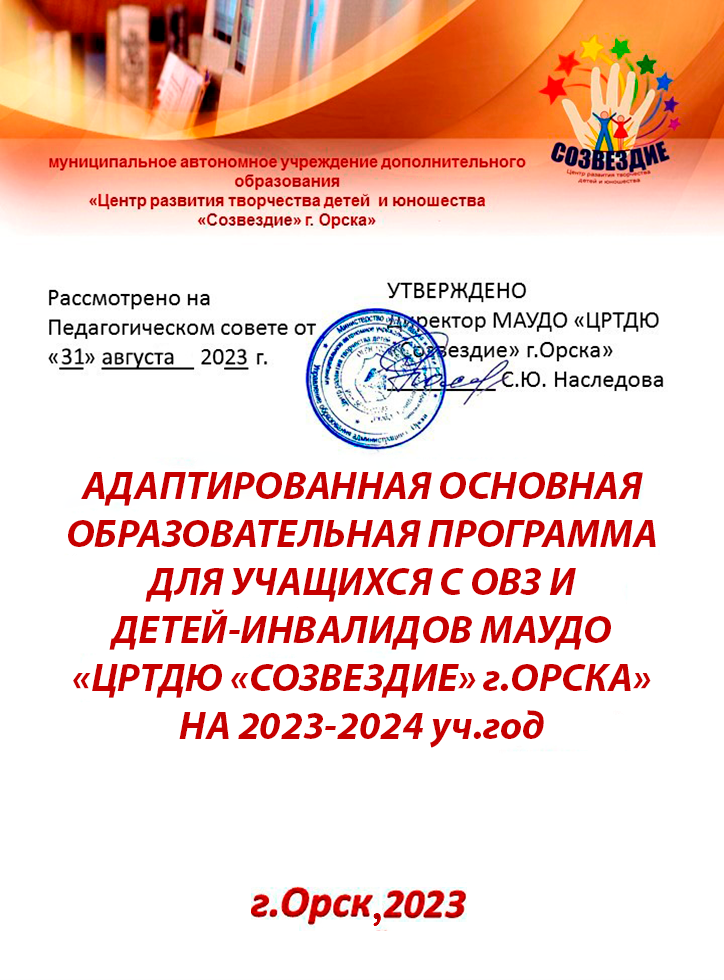 СОЗВЕЗДИЕ
Центр развития творчества
детей и юношества
муниципальное автономное учреждение дополнительного
образования
«Центр развития творчества детей и юношества
«Созвездие» г. Орска»
Рассмотрено на
Педагогическом совете от
«31» августа 2023 г.
УТВЕРЖДЕНО
Директор МАУДО «ЦРТДЮ
«Созвездие» г.Орска»
__________ С.Ю. Наследова
АДАПТИРОВАННАЯ ОСНОВНАЯ
ОБРАЗОВАТЕЛЬНАЯ ПРОГРАММА
ДЛЯ УЧАЩИХСЯ С ОВЗ И
ДЕТЕЙ-ИНВАЛИДОВ МАУДО
«ЦРТДЮ «СОЗВЕЗДИЕ» г.ОРСКА»
НА 2023-2024 уч.год
г.Орск,2023